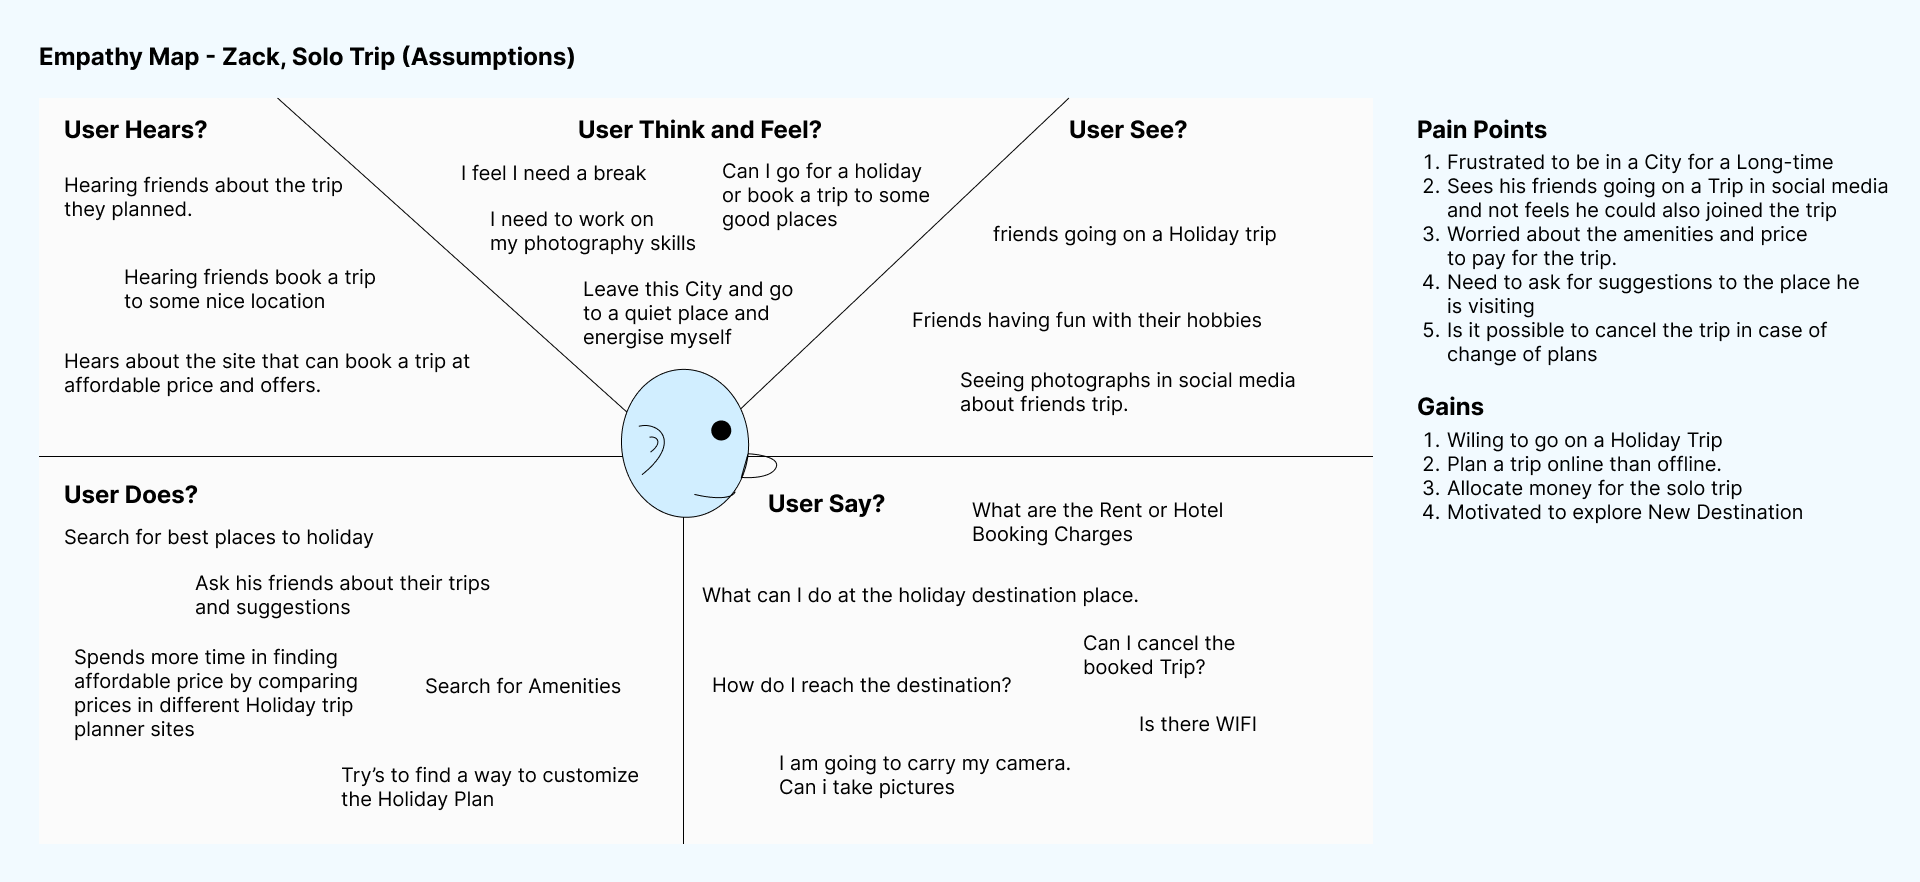 Empathy Map - Zack, Solo Trip (Assumptions)
User Hears?
Hearing friends about the trip
they planned.
Hearing friends book a trip
to some nice location
Hears about the site that can book a trip at
affordable price and offers.
User Think and Feel?
I feel I need a break
Can I go for a holiday
or book a trip to some
good places
I need to work on
my photography skills
Leave this City and go
to a quiet place and
energise myself
User See?
friends going on a Holiday trip
Friends having fun with their hobbies
Seeing photographs in social media
about friends trip.
User Does?
Search for best places to holiday
Ask his friends about their trips
and suggestions
Spends more time in finding
affordable price by comparing
prices in different Holiday trip
planner sites
Search for Amenities
Try’s to find a way to customize
the Holiday Plan
User Say?
What are the Rent or Hotel
Booking Charges
What can I do at the holiday destination place.
Can I cancel the
booked Trip?
How do I reach the destination?
Is there WIFI
I am going to carry my camera.
Can i take pictures
Pain Points
1. Frustrated to be in a City for a Long-time
2. Sees his friends going on a Trip in social media
and not feels he could also joined the trip
3. Worried about the amenities and price
to pay for the trip.
4. Need to ask for suggestions to the place he
is visiting
5. Is it possible to cancel the trip in case of
change of plans
Gains
1. Wiling to go on a Holiday Trip
2. Plan a trip online than offline.
3. Allocate money for the solo trip
4. Motivated to explore New Destination